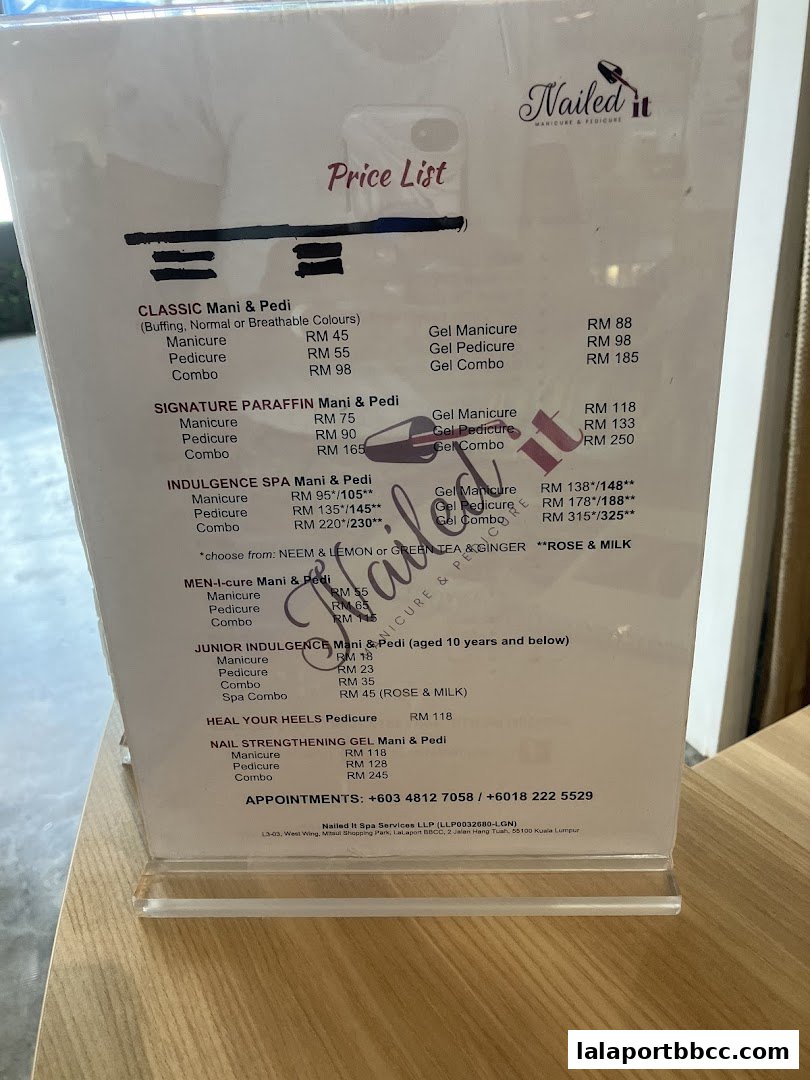 Nailed it
MANICURE & PEDICURE
Price List
CLASSIC Mani & Pedi
(Buffing, Normal or Breathable Colours)
Manicure RM 45 Gel Manicure RM 88
Pedicure RM 55 Gel Pedicure RM 98
Combo RM 98 Gel Combo RM 185
SIGNATURE PARAFFIN Mani & Pedi
Manicure RM 75 Gel Manicure RM 118
Pedicure RM 90 Gel Pedicure RM 133
Combo RM 165 Gel Combo RM 250
INDULGENCE SPA Mani & Pedi
Manicure RM 95*/105** Gel Manicure RM 138*/148**
Pedicure RM 135*/145** Gel Pedicure RM 178*/188**
Combo RM 220*/230** Gel Combo RM 315*/325**
*choose from: NEEM & LEMON or GREEN TEA & GINGER **ROSE & MILK
MEN-I-cure Mani & Pedi
Manicure RM 55
Pedicure RM 65
Combo RM 115
JUNIOR INDULGENCE Mani & Pedi (aged 10 years and below)
Manicure RM 18
Pedicure RM 23
Combo RM 35
Spa Combo RM 45 (ROSE & MILK)
HEAL YOUR HEELS Pedicure RM 118
NAIL STRENGTHENING GEL Mani & Pedi
Manicure RM 118
Pedicure RM 128
Combo RM 245
APPOINTMENTS: +603 4812 7058 / +6018 222 5529
Nailed It Spa Services LLP (LLP0032680-LGN)
L3-03, West Wing, Mitsui Shopping Park, LaLaport BBCC, 2 Jalan Hang Tuah, 55100 Kuala Lumpur
Nailed it
MANICURE & PEDICURE
lalaportbbcc.com